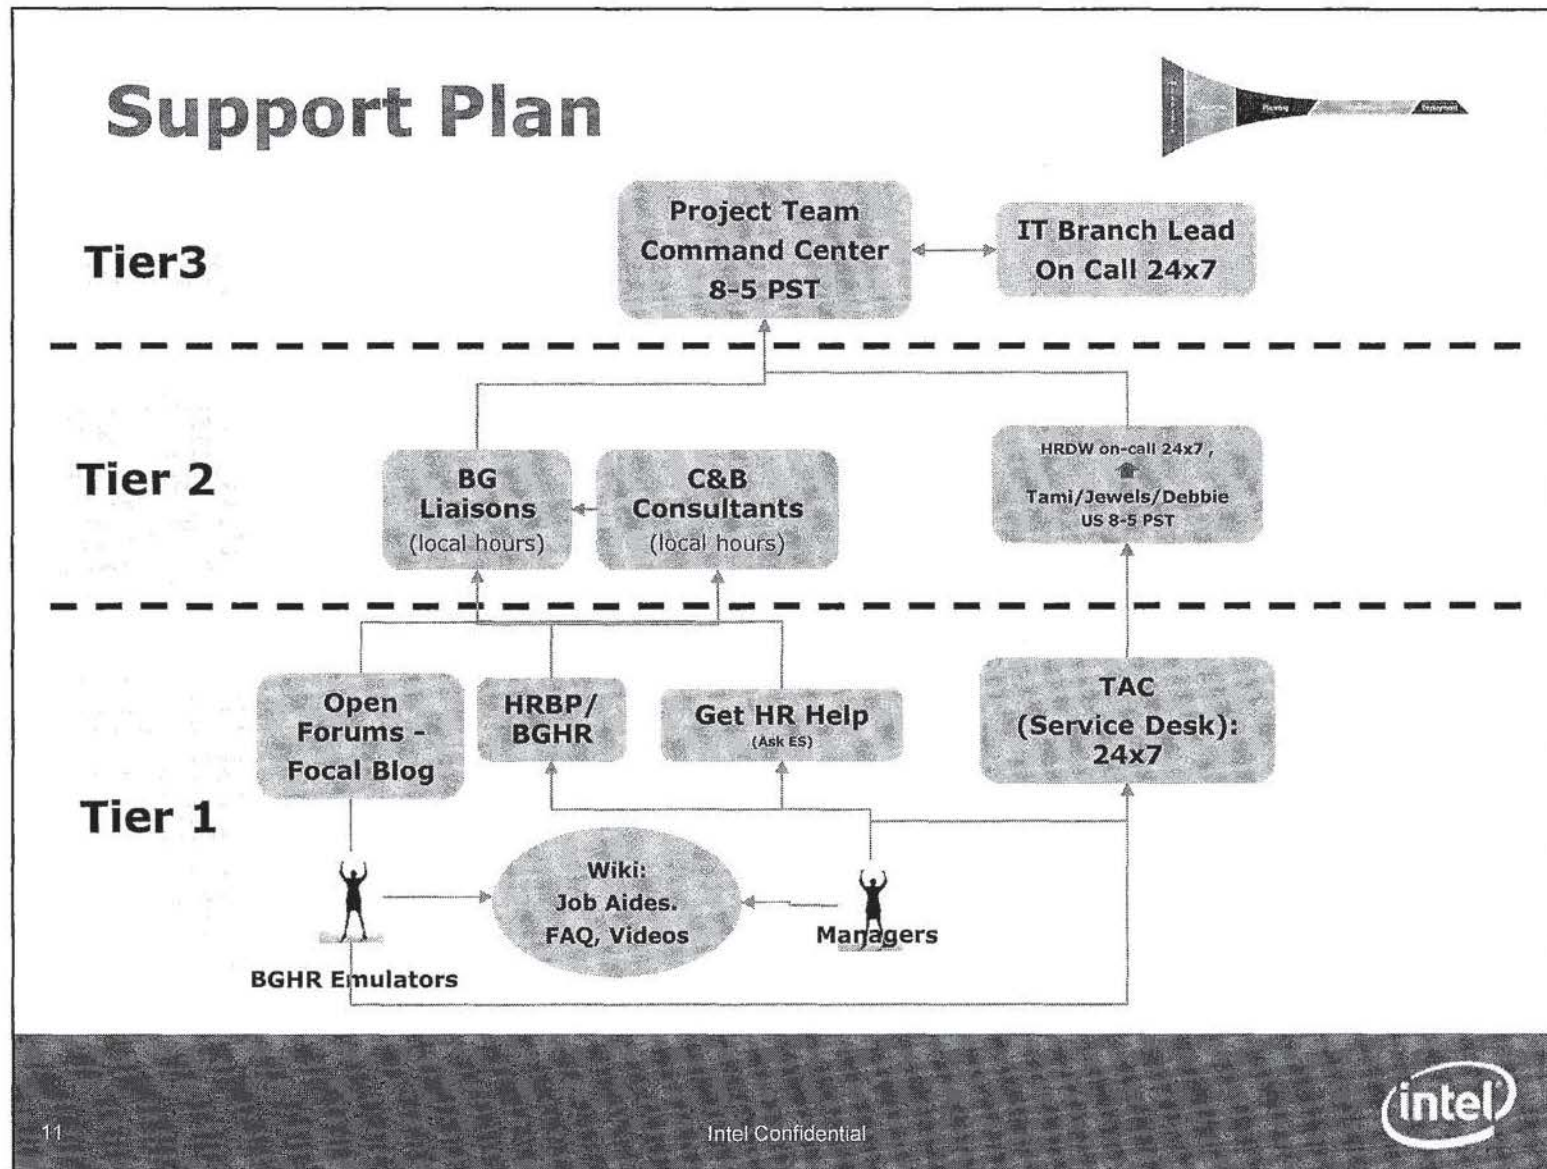 Support Plan
Planning
Deployment
Tier3
Project Team
Command Center
8-5 PST
IT Branch Lead
On Call 24x7
Tier 2
BG
Liaisons
(local hours)
C&B
Consultants
(local hours)
HRDW on-call 24x7 ,
Tami/Jewels/Debbie
US 8-5 PST
Tier 1
Open
Forums -
Focal Blog
HRBP/
BGHR
Get HR Help
(Ask ES)
TAC
(Service Desk):
24x7
Wiki:
Job Aides.
FAQ, Videos
BGHR Emulators
Managers
11
Intel Confidential
intel